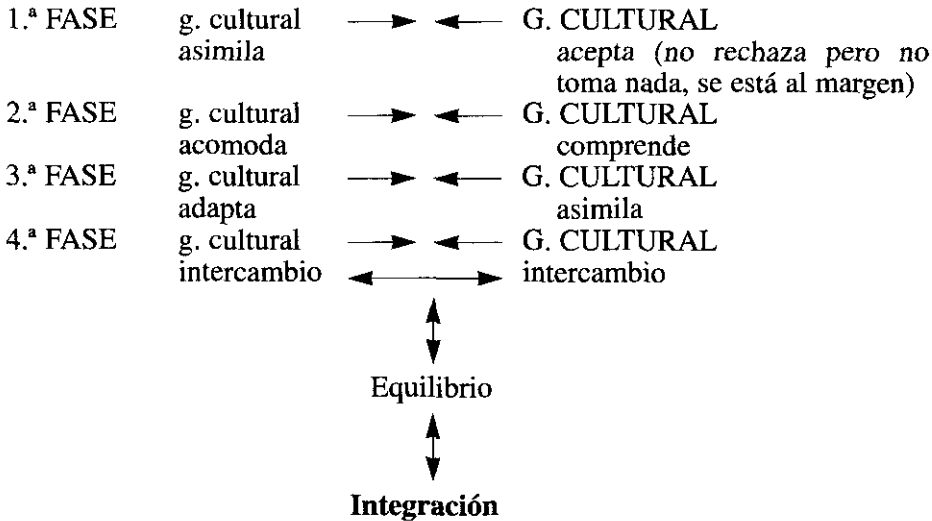 1.ª FASE g. cultural G. CULTURAL
asimila acepta (no rechaza pero no
toma nada, se está al margen)
2.ª FASE g. cultural G. CULTURAL
acomoda comprende
3.ª FASE g. cultural G. CULTURAL
adapta asimila
4.ª FASE g. cultural G. CULTURAL
intercambio intercambio
Equilibrio
Integración